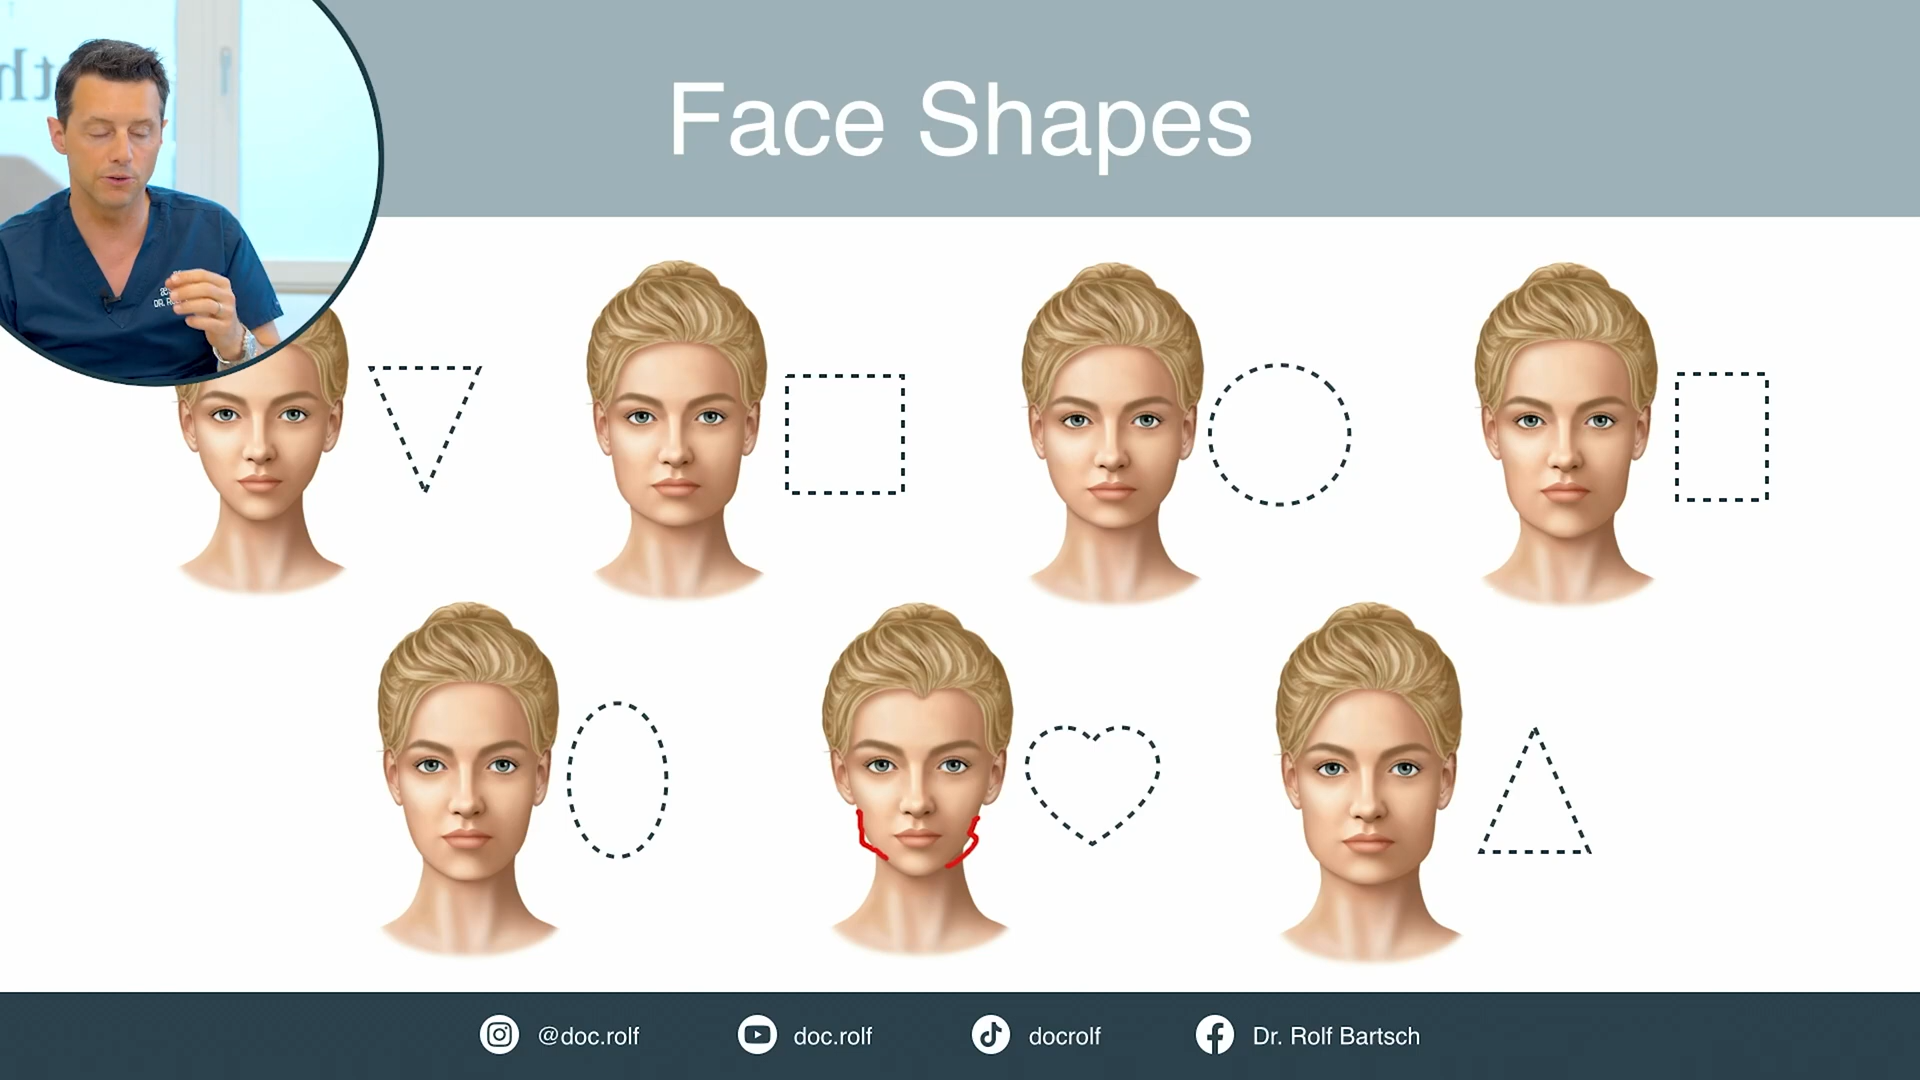 Face Shapes
@doc.rolf
doc.rolf
docrolf
Dr. Rolf Bartsch